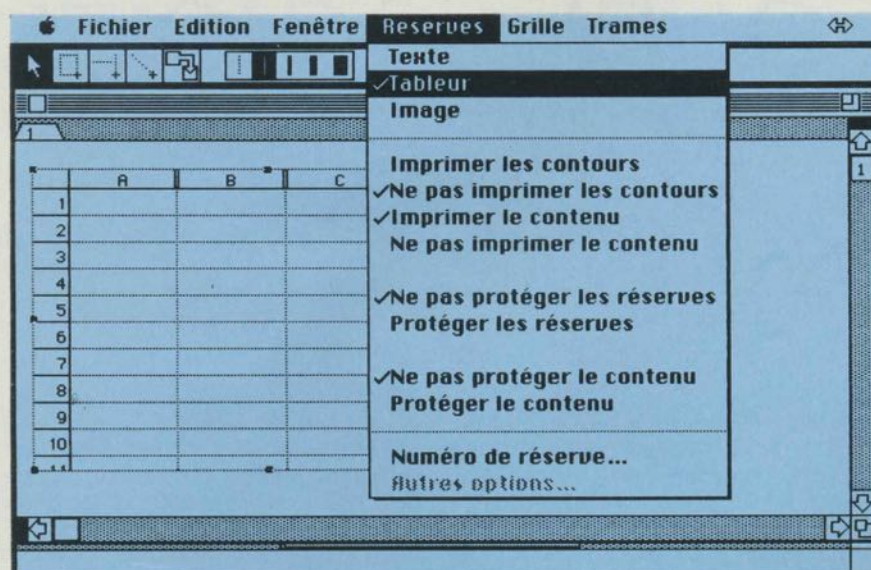 Fichier Edition Fenêtre Reserves Grille Trames
Texte
✓Tableur
Image
Imprimer les contours
✓Ne pas imprimer les contours
✓Imprimer le contenu
Ne pas imprimer le contenu
✓Ne pas protéger les réserves
Protéger les réserves
✓Ne pas protéger le contenu
Protéger le contenu
Numéro de réserve...
Autres options...
1
A B C
1
2
3
4
5
6
7
8
9
10
1